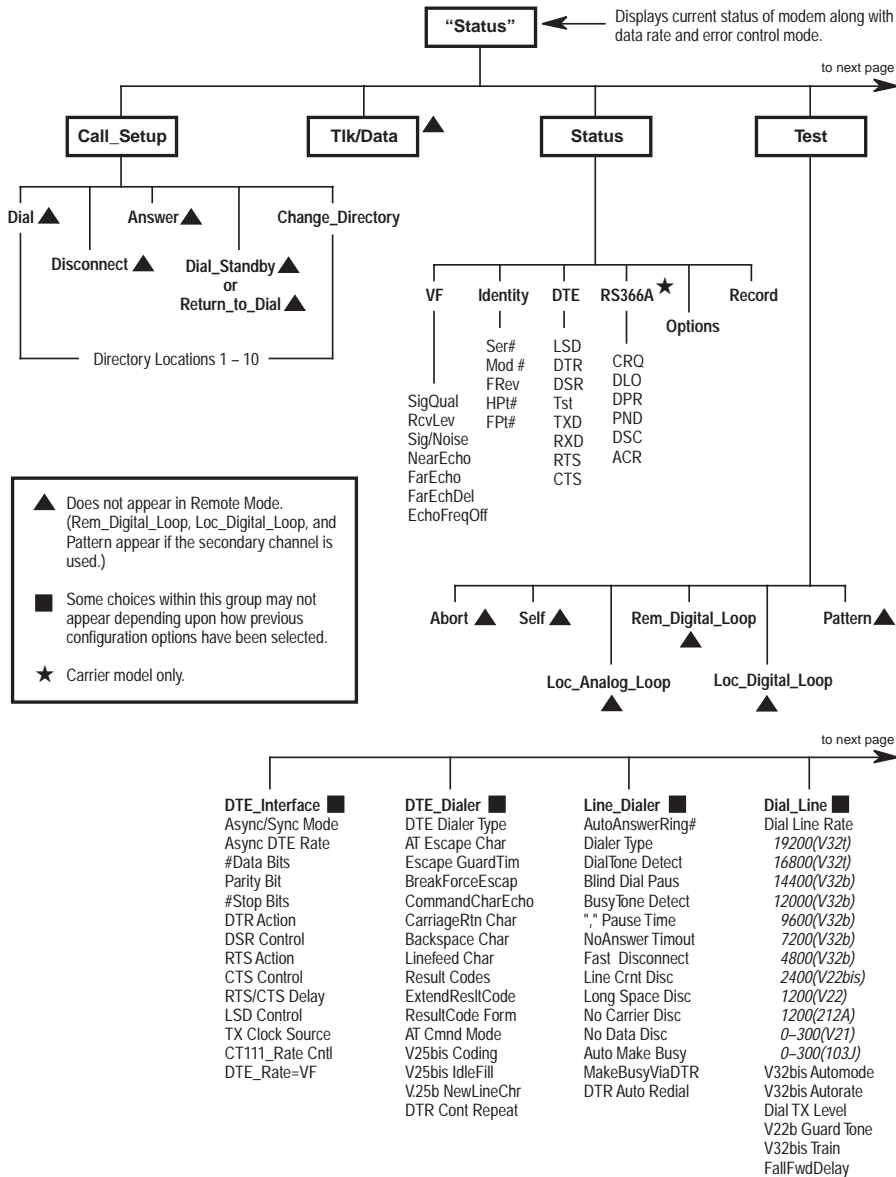 "Status"
Displays current status of modem along with
data rate and error control mode.
to next page
Call_Setup
Tlk/Data ▲
Status
Test
Dial ▲
Answer ▲
Change_Directory
Disconnect ▲
Dial_Standby ▲
or
Return_to_Dial ▲
Directory Locations 1 – 10
VF
Identity
DTE
RS366A ★
Options
Record
SigQual
RcvLev
Sig/Noise
NearEcho
FarEcho
FarEchDel
EchoFreqOff
Ser#
Mod #
FRev
HPt#
FPt#
LSD
DTR
DSR
Tst
TXD
RXD
RTS
CTS
CRQ
DLO
DPR
PND
DSC
ACR
▲ Does not appear in Remote Mode.
(Rem_Digital_Loop, Loc_Digital_Loop, and
Pattern appear if the secondary channel is
used.)
■ Some choices within this group may not
appear depending upon how previous
configuration options have been selected.
★ Carrier model only.
Abort ▲
Self ▲
Rem_Digital_Loop ▲
Pattern ▲
Loc_Analog_Loop ▲
Loc_Digital_Loop ▲
to next page
DTE_Interface ■
Async/Sync Mode
Async DTE Rate
#Data Bits
Parity Bit
#Stop Bits
DTR Action
DSR Control
RTS Action
CTS Control
RTS/CTS Delay
LSD Control
TX Clock Source
CT111_Rate Cntl
DTE_Rate=VF
DTE_Dialer ■
DTE Dialer Type
AT Escape Char
Escape GuardTim
BreakForceEscap
CommandCharEcho
CarriageRtn Char
Backspace Char
Linefeed Char
Result Codes
ExtendResltCode
ResultCode Form
AT Cmnd Mode
V25bis Coding
V25bis IdleFill
V.25b NewLineChr
DTR Cont Repeat
Line_Dialer ■
AutoAnswerRing#
Dialer Type
DialTone Detect
Blind Dial Paus
BusyTone Detect
"," Pause Time
NoAnswer Timout
Fast Disconnect
Line Crnt Disc
Long Space Disc
No Carrier Disc
No Data Disc
Auto Make Busy
MakeBusyViaDTR
DTR Auto Redial
Dial_Line ■
Dial Line Rate
19200(V32t)
16800(V32t)
14400(V32b)
12000(V32b)
9600(V32b)
7200(V32b)
4800(V32b)
2400(V22bis)
1200(V22)
1200(212A)
0–300(V21)
0–300(103J)
V32bis Automode
V32bis Autorate
Dial TX Level
V22b Guard Tone
V32bis Train
FallFwdDelay